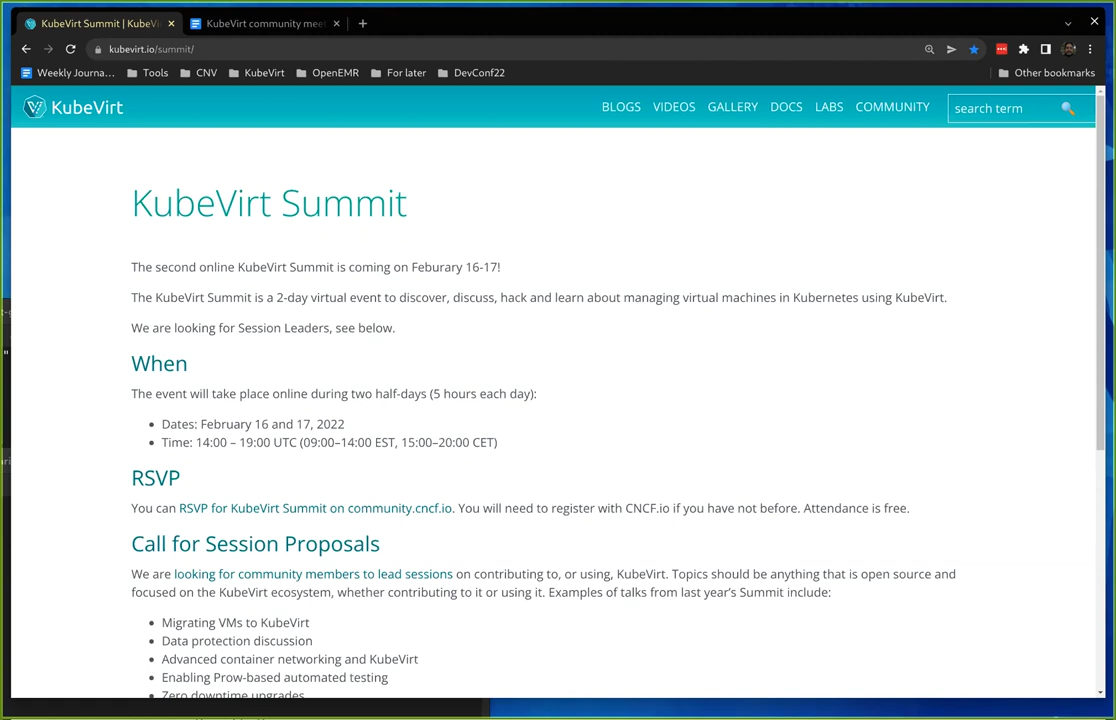 KubeVirt Summit | KubeVi
KubeVirt community mee
kubevirt.io/summit/
Weekly Journa...
Tools
CNV
KubeVirt
OpenEMR
For later
DevConf22
Other bookmarks
KubeVirt
BLOGS
VIDEOS
GALLERY
DOCS
LABS
COMMUNITY
search term
KubeVirt Summit
The second online KubeVirt Summit is coming on Feburary 16-17!
The KubeVirt Summit is a 2-day virtual event to discover, discuss, hack and learn about managing virtual machines in Kubernetes using KubeVirt.
We are looking for Session Leaders, see below.
When
The event will take place online during two half-days (5 hours each day):
• Dates: February 16 and 17, 2022
• Time: 14:00 – 19:00 UTC (09:00–14:00 EST, 15:00–20:00 CET)
RSVP
You can RSVP for KubeVirt Summit on community.cncf.io. You will need to register with CNCF.io if you have not before. Attendance is free.
Call for Session Proposals
We are looking for community members to lead sessions on contributing to, or using, KubeVirt. Topics should be anything that is open source and
focused on the KubeVirt ecosystem, whether contributing to it or using it. Examples of talks from last year's Summit include:
• Migrating VMs to KubeVirt
• Data protection discussion
• Advanced container networking and KubeVirt
• Enabling Prow-based automated testing
• Zero downtime upgrades